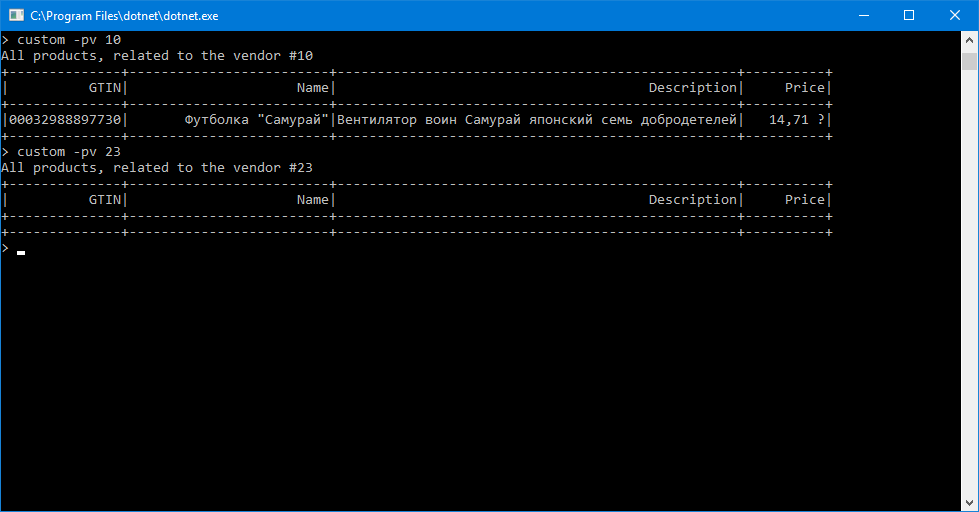 C:\Program Files\dotnet\dotnet.exe
> custom -pv 10
All products, related to the vendor #10
+--------------+-------------------------+--------------------------------------------------+----------+
|          GTIN|                     Name|                                       Description|     Price|
+--------------+-------------------------+--------------------------------------------------+----------+
|00032988897730|       Футболка "Самурай"|Вентилятор воин Самурай японский семь добродетелей|   14,71 ?|
+--------------+-------------------------+--------------------------------------------------+----------+
> custom -pv 23
All products, related to the vendor #23
+--------------+-------------------------+--------------------------------------------------+----------+
|          GTIN|                     Name|                                       Description|     Price|
+--------------+-------------------------+--------------------------------------------------+----------+
+--------------+-------------------------+--------------------------------------------------+----------+
>